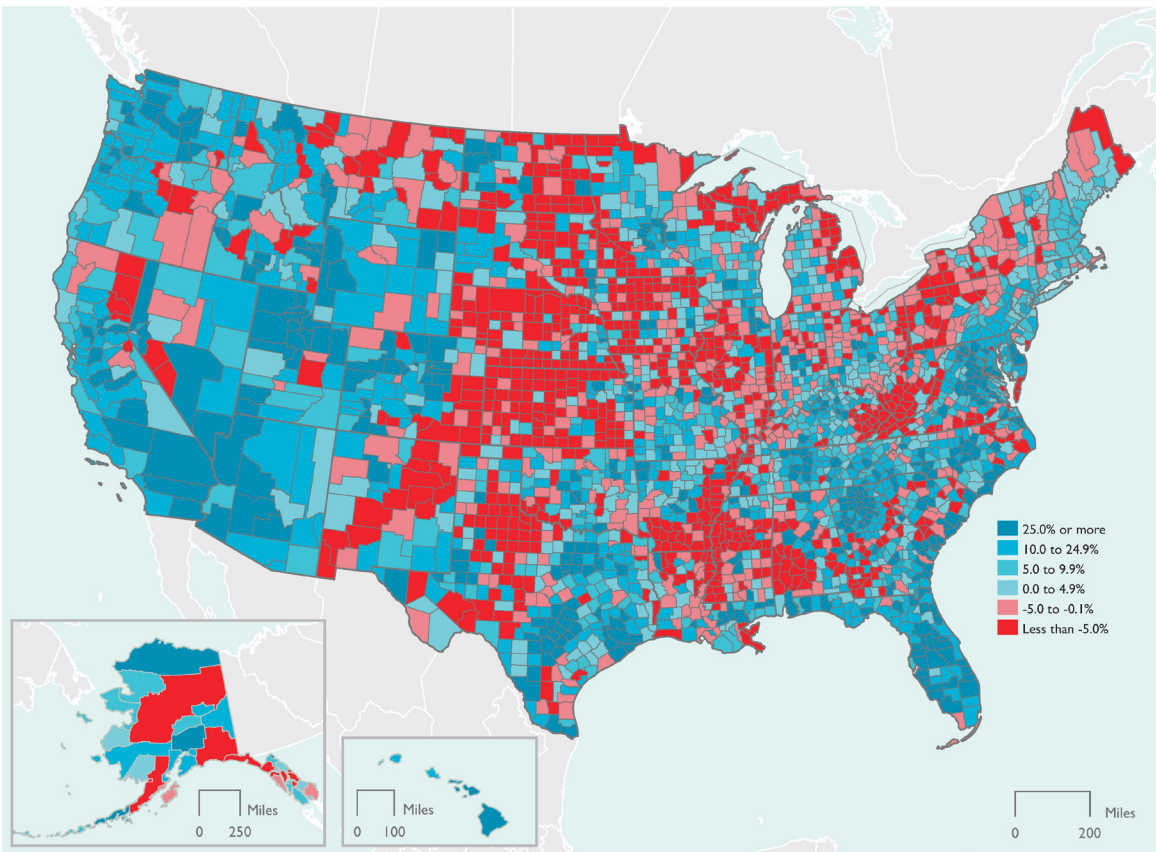 25.0% or more
10.0 to 24.9%
5.0 to 9.9%
0.0 to 4.9%
-5.0 to -0.1%
Less than -5.0%
Miles
0 250
Miles
0 100
Miles
0 200